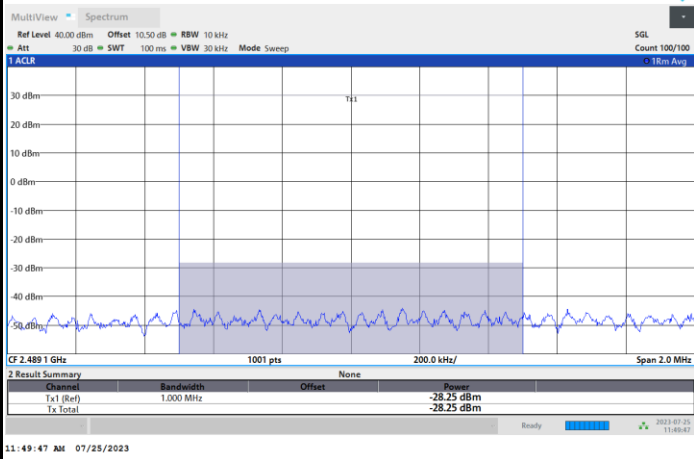 MultiView Spectrum
Ref Level 40.00 dBm Offset 10.50 dB RBW 10 kHz SGL
Att 30 dB SWT 100 ms VBW 30 kHz Mode Sweep Count 100/100
1 ACLR 1Rm Avg
Tx1
30 dBm
20 dBm
10 dBm
0 dBm
-10 dBm
-20 dBm
-30 dBm
-40 dBm
-50 dBm
CF 2.489 1 GHz 1001 pts 200.0 kHz/ Span 2.0 MHz
2 Result Summary None
Channel Bandwidth Offset Power
Tx1 (Ref) 1.000 MHz -28.25 dBm
Tx Total -28.25 dBm
Ready 2023-07-25
11:49:47
11:49:47 AM 07/25/2023